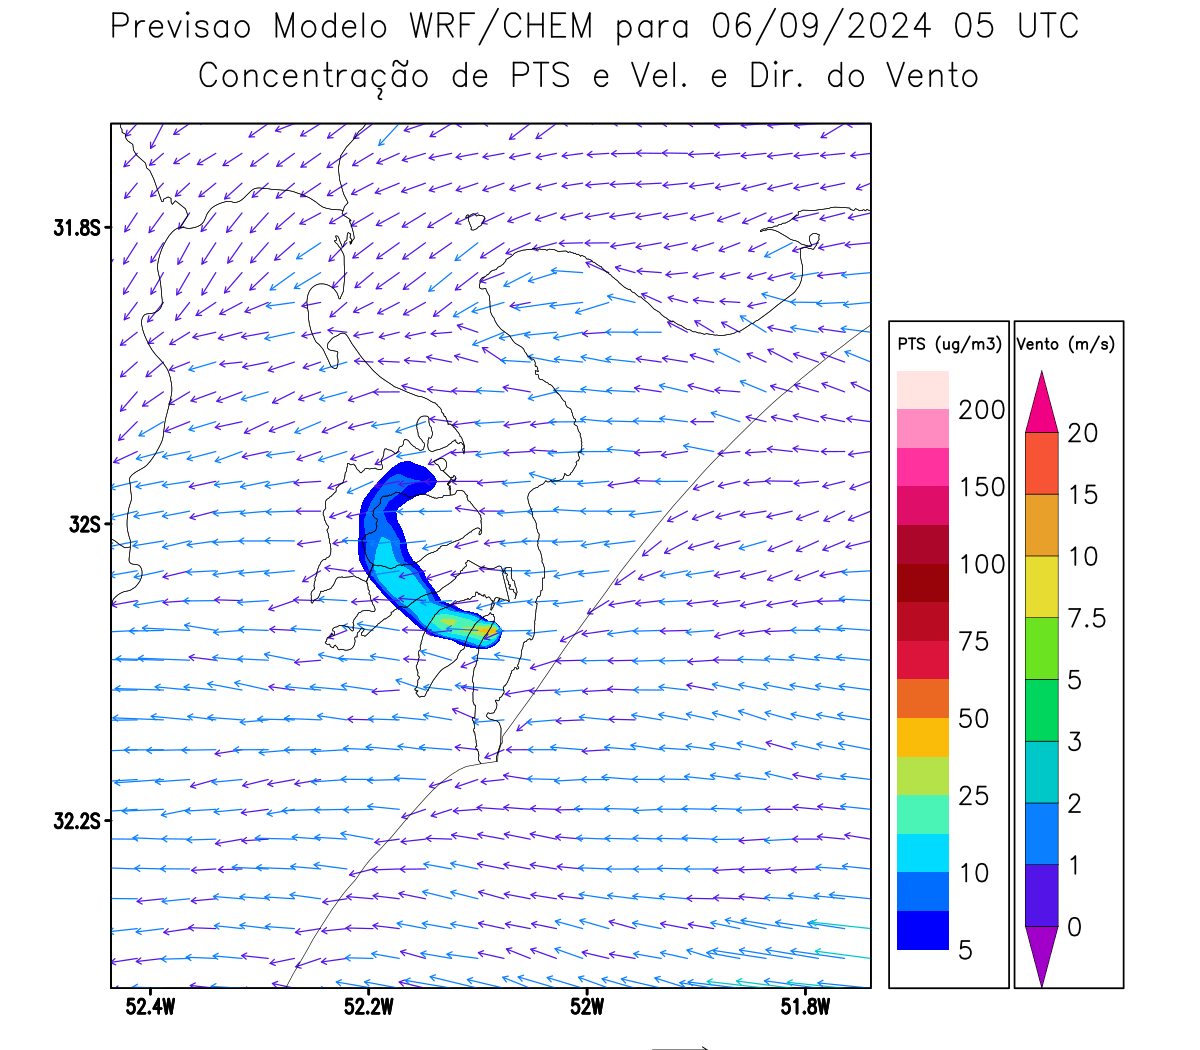 Previsao Modelo WRF/CHEM para 06/09/2024 05 UTC
Concentração de PTS e Vel. e Dir. do Vento
31.8S
32S
32.2S
52.4W 52.2W 52W 51.8W
PTS (ug/m3)
200
150
100
75
50
25
10
5
Vento (m/s)
20
15
10
7.5
5
3
2
1
0